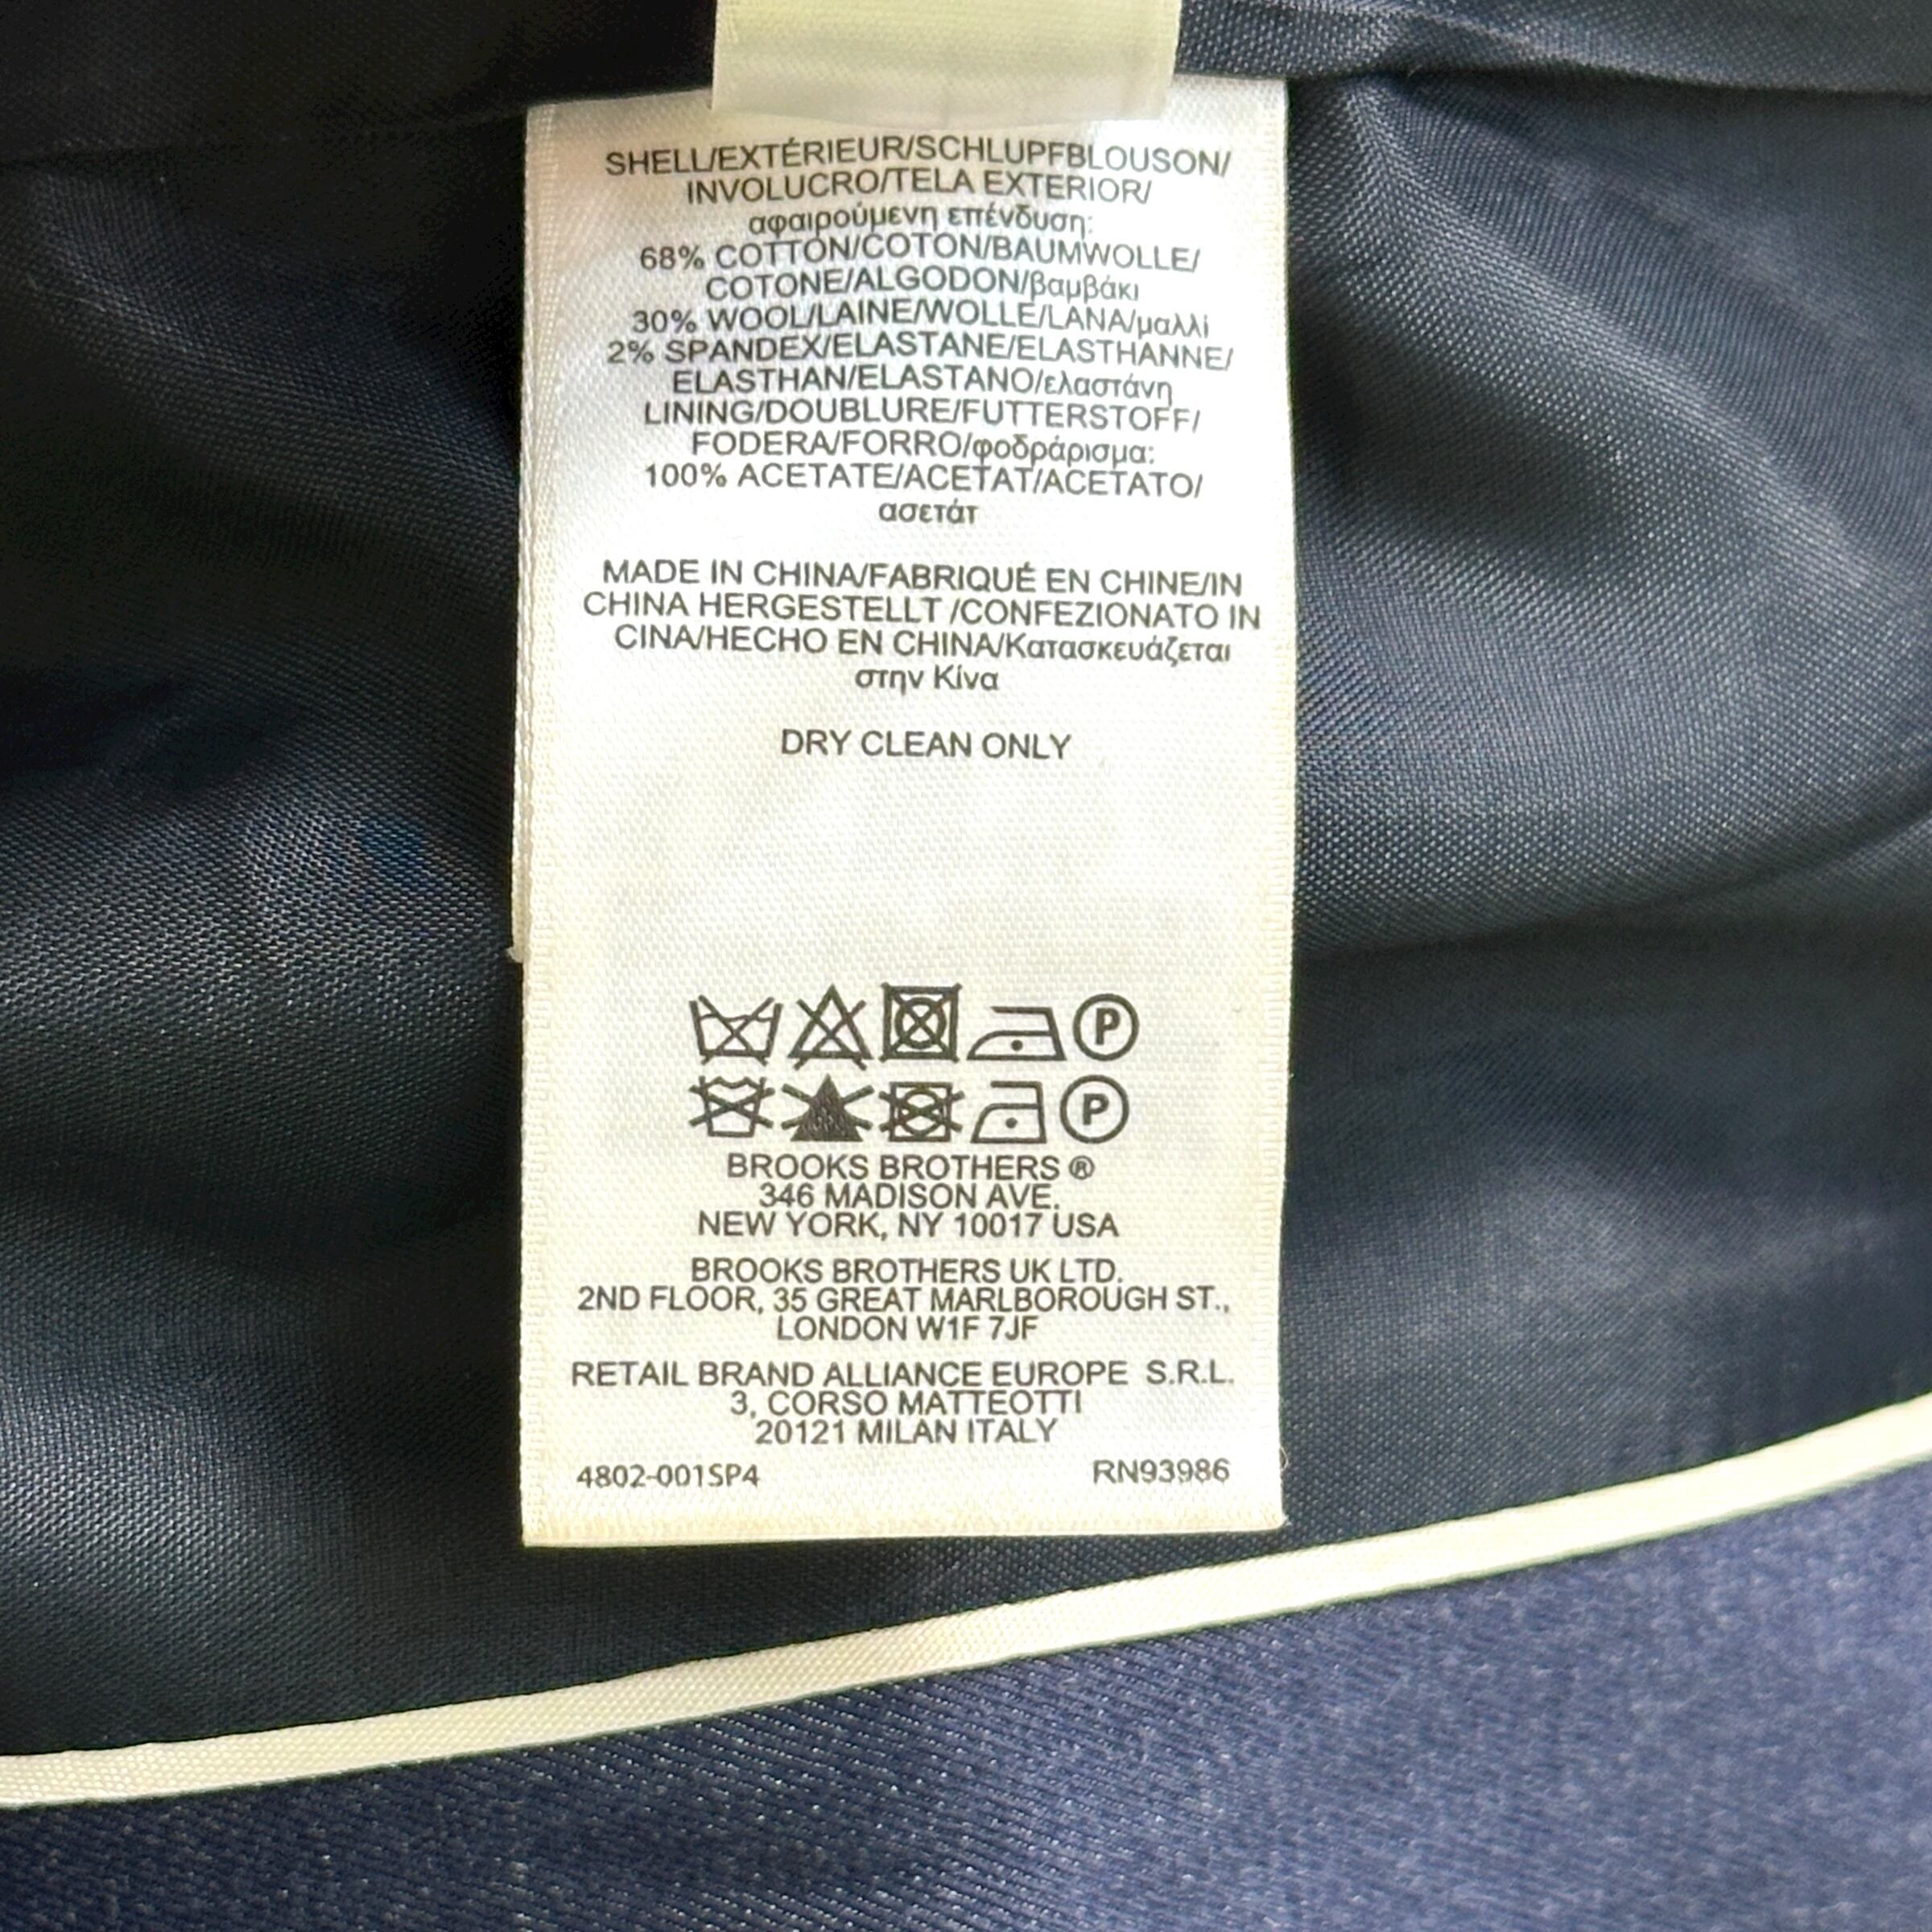 SHELL/EXTÉRIEUR/SCHLUPFBLOUSON/
INVOLUCRO/TELA EXTERIOR/
αφαιρούμενη επένδυση:
68% COTTON/COTON/BAUMWOLLE/
COTONE/ALGODON/βαμβάκι
30% WOOL/LAINE/WOLLE/LANA/μαλλί
2% SPANDEX/ELASTANE/ELASTHANNE/
ELASTHAN/ELASTANO/ελαστάνη
LINING/DOUBLURE/FUTTERSTOFF/
FODERA/FORRO/φοδράρισμα:
100% ACETATE/ACETAT/ACETATO/
ασετάτ
MADE IN CHINA/FABRIQUÉ EN CHINE/IN
CHINA HERGESTELLT /CONFEZIONATO IN
CINA/HECHO EN CHINA/Κατασκευάζεται
στην Κίνα
DRY CLEAN ONLY
P
P
BROOKS BROTHERS ®
346 MADISON AVE.
NEW YORK, NY 10017 USA
BROOKS BROTHERS UK LTD.
2ND FLOOR, 35 GREAT MARLBOROUGH ST.,
LONDON W1F 7JF
RETAIL BRAND ALLIANCE EUROPE S.R.L.
3, CORSO MATTEOTTI
20121 MILAN ITALY
4802-001SP4 RN93986